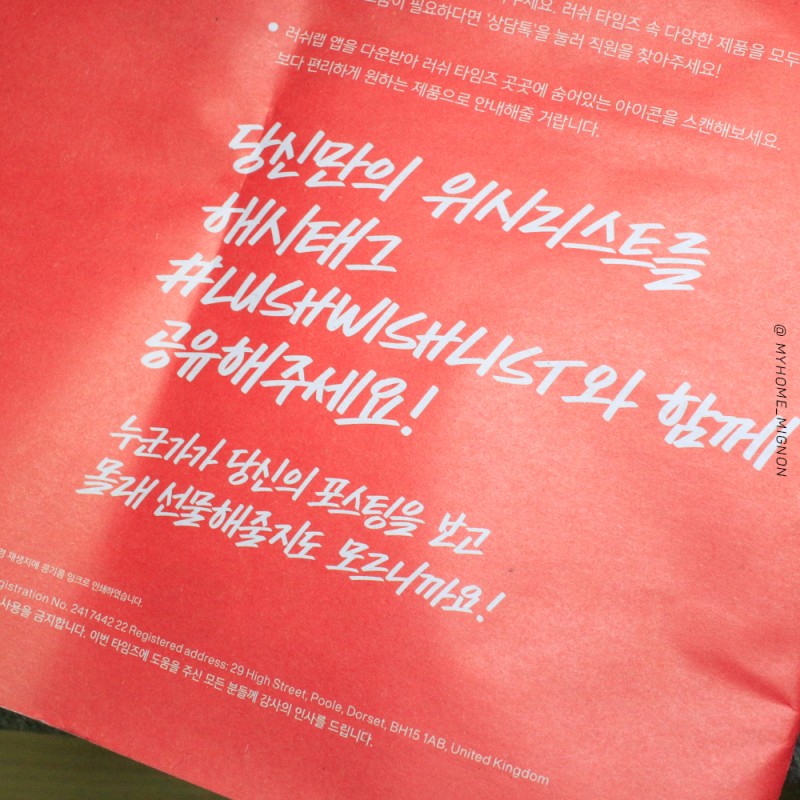 주세요. 러쉬 타임즈 속 다양한 제품을 모두
필요하다면 '상담톡'을 눌러 직원을 찾아주세요!
러쉬랩 앱을 다운받아 러쉬 타임즈 곳곳에 숨어있는 아이콘을 스캔해보세요.
보다 편리하게 원하는 제품으로 안내해줄 거랍니다.
당신만의 위시리스트를
해시태그
#LUSHWISHLIST와 함께
공유해주세요!
누군가가 당신의 포스팅을 보고
몰래 선물해줄지도 모르니까요!
재생지에 콩기름 잉크로 인쇄하였습니다.
Registration No. 2417442 22 Registered address: 29 High Street, Poole, Dorset, BH15 1AB, United Kingdom
사용을 금지합니다. 이번 타임즈에 도움을 주신 모든 분들께 감사의 인사를 드립니다.
@ MYHOME_MIGNON